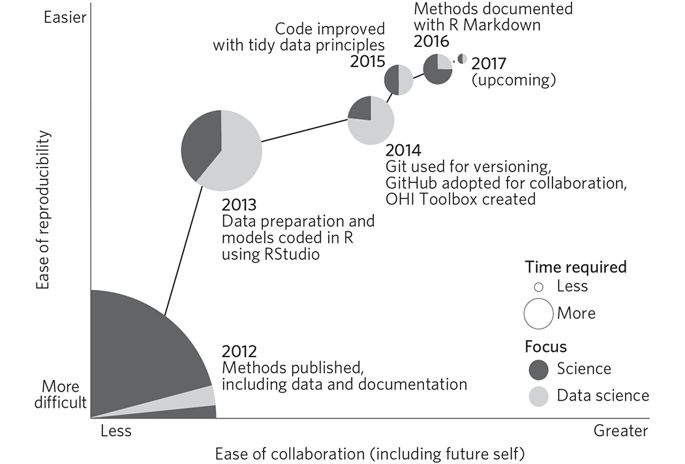 Easier
Methods documented
with R Markdown
2016
Code improved
with tidy data principles
2015
2017
(upcoming)
2014
Git used for versioning,
GitHub adopted for collaboration,
OHI Toolbox created
2013
Data preparation and
models coded in R
using RStudio
Ease of reproducibility
Time required
Less
More
Focus
Science
Data science
2012
Methods published,
including data and documentation
More
difficult
Less
Greater
Ease of collaboration (including future self)